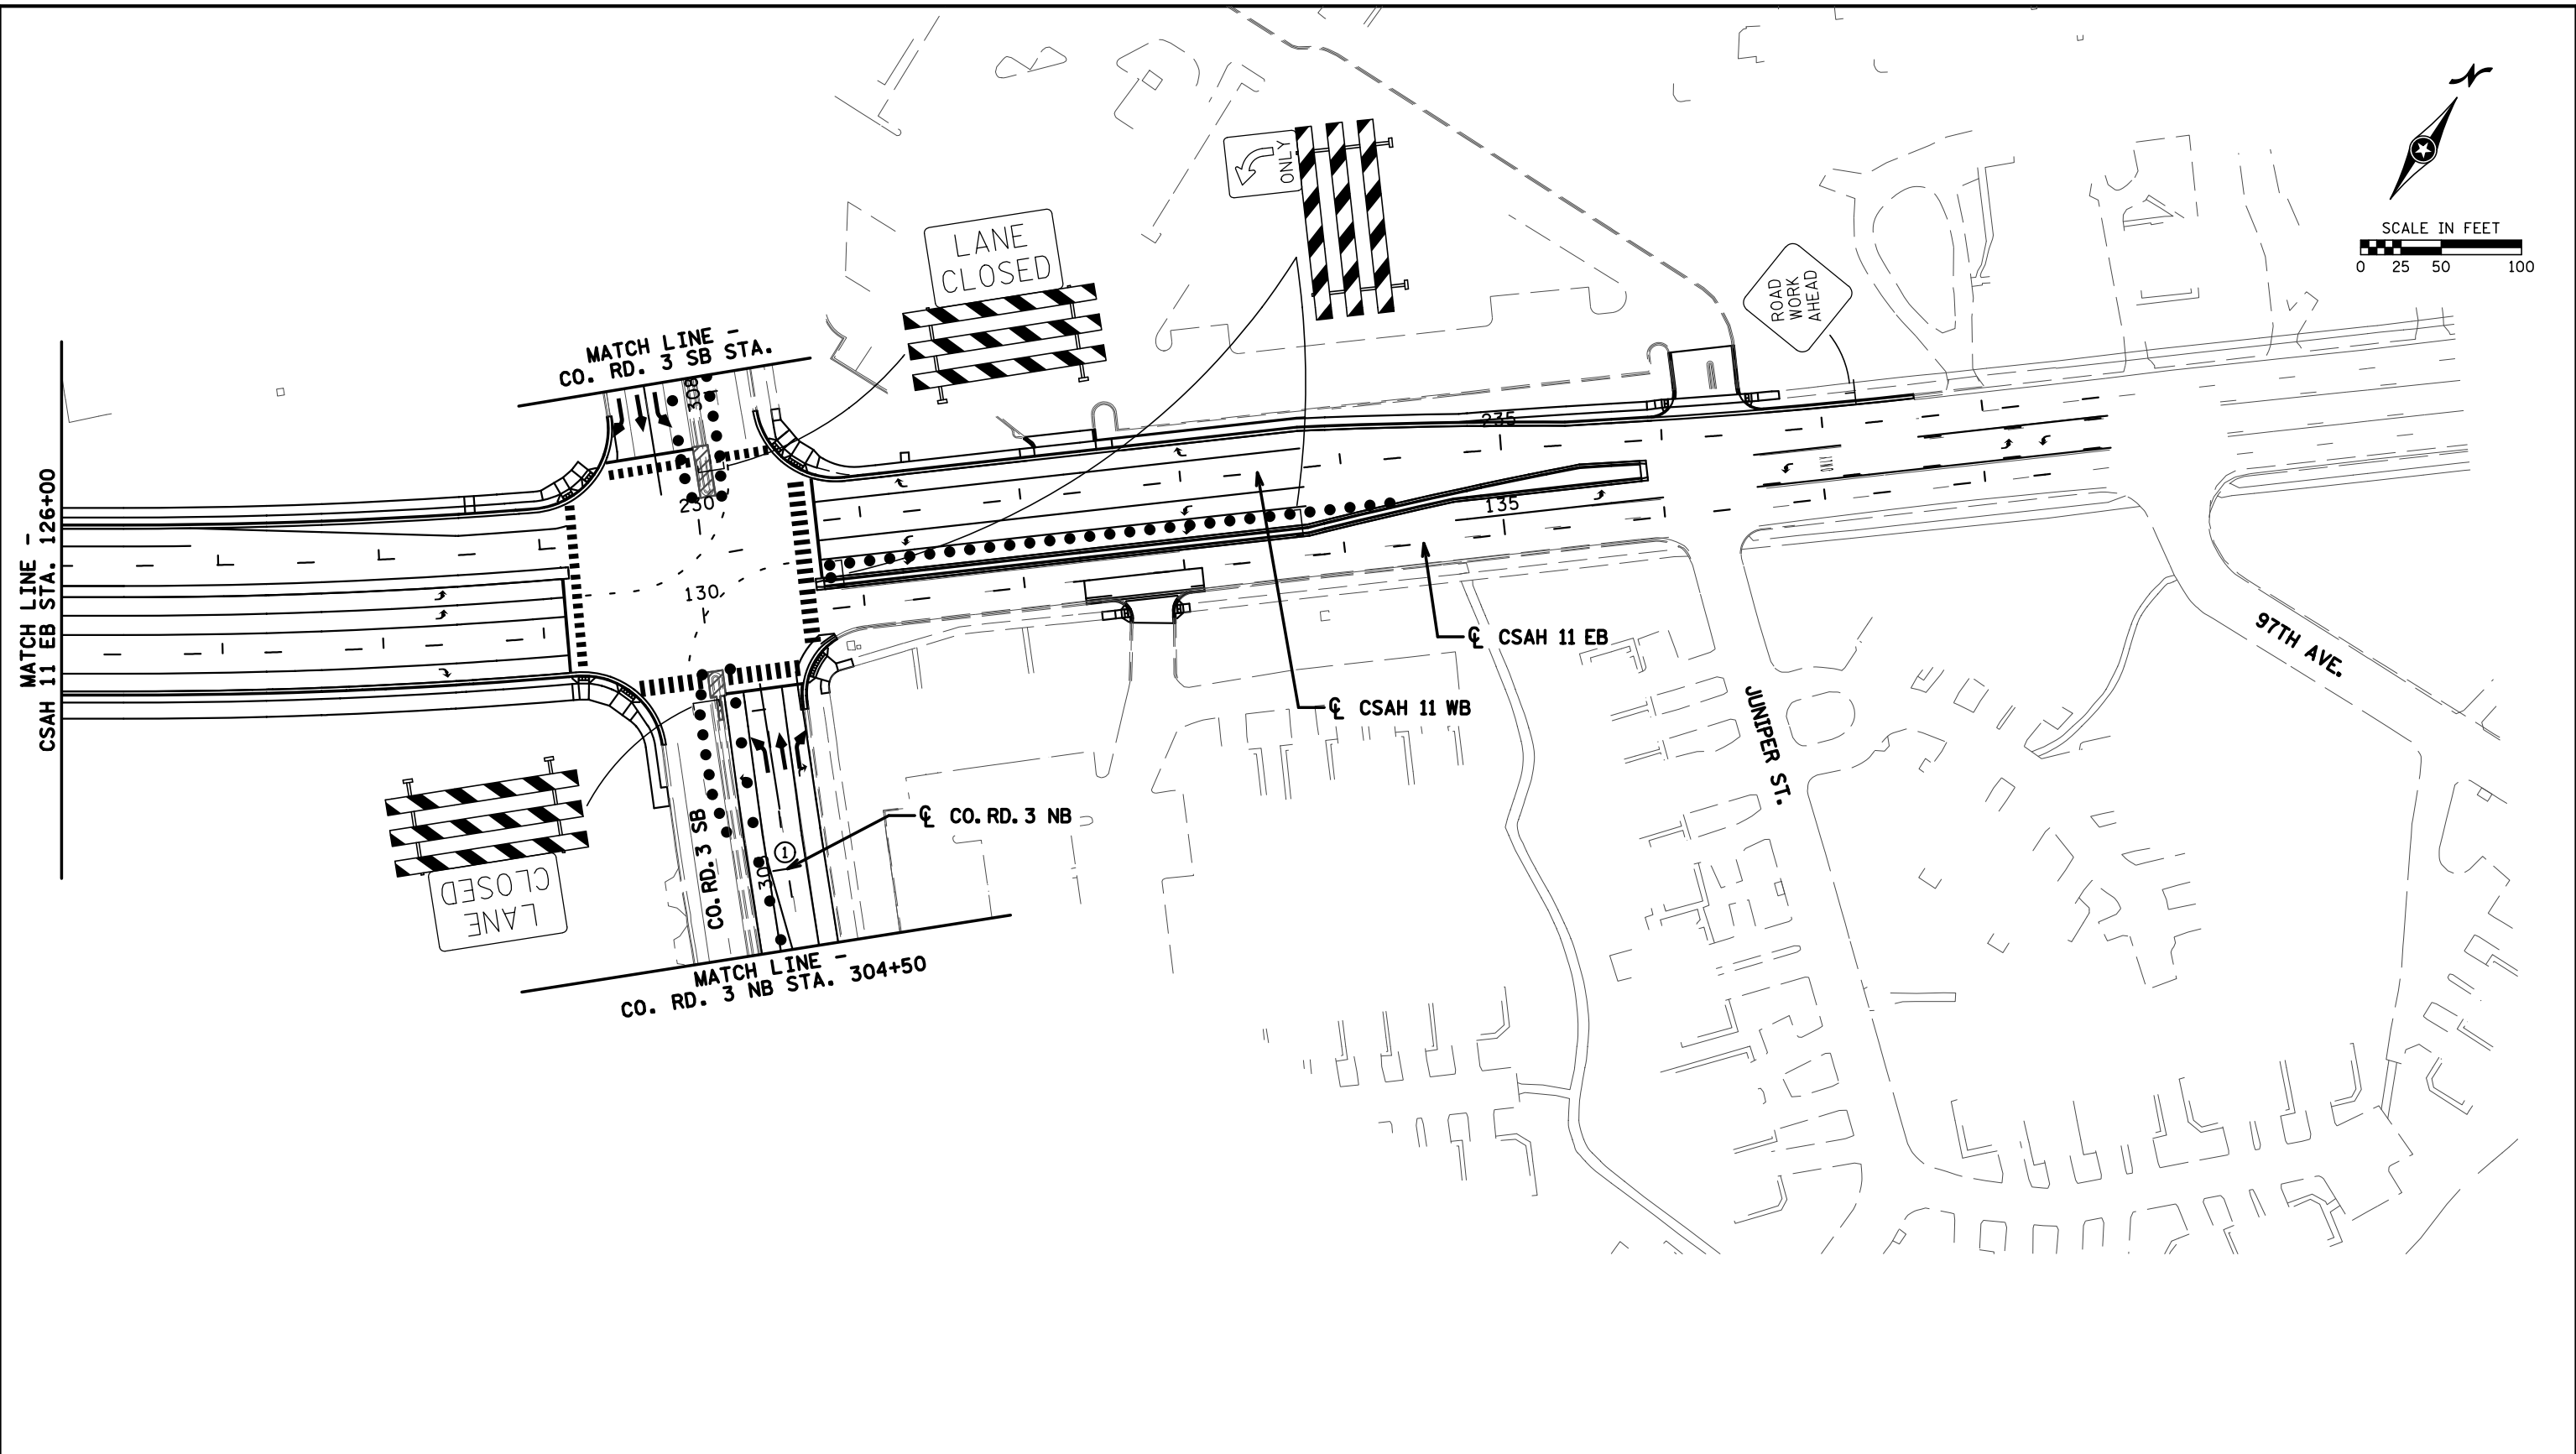 SCALE IN FEET
0 25 50 100
ONLY
LANE
CLOSED
ROAD
WORK
AHEAD
MATCH LINE -
CO. RD. 3 SB STA.
308
235
ONLY
MATCH LINE -
CSAH 11 EB STA. 126+00
230
135
130
℄ CSAH 11 EB
97TH AVE.
℄ CSAH 11 WB
JUNIPER ST.
℄ CO. RD. 3 NB
CO. RD. 3 SB
1
LANE
CLOSED
MATCH LINE -
CO. RD. 3 NB STA. 304+50